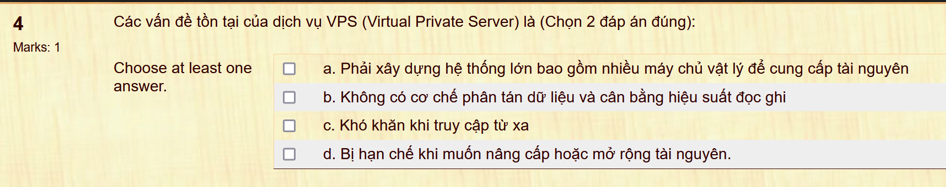 4
Marks: 1
Các vấn đề tồn tại của dịch vụ VPS (Virtual Private Server) là (Chọn 2 đáp án đúng):
Choose at least one
answer.
a. Phải xây dựng hệ thống lớn bao gồm nhiều máy chủ vật lý để cung cấp tài nguyên
b. Không có cơ chế phân tán dữ liệu và cân bằng hiệu suất đọc ghi
c. Khó khăn khi truy cập từ xa
d. Bị hạn chế khi muốn nâng cấp hoặc mở rộng tài nguyên.